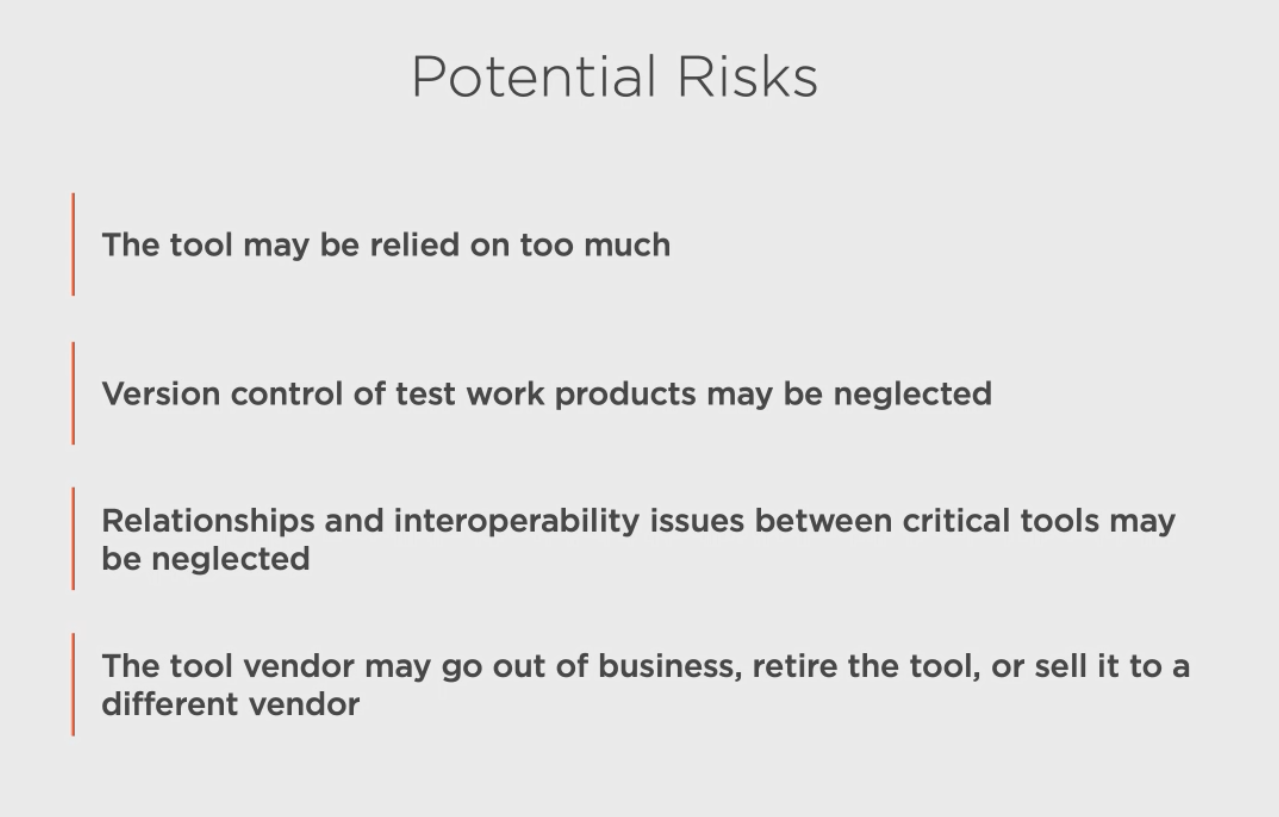 Potential Risks
The tool may be relied on too much
Version control of test work products may be neglected
Relationships and interoperability issues between critical tools may
be neglected
The tool vendor may go out of business, retire the tool, or sell it to a
different vendor